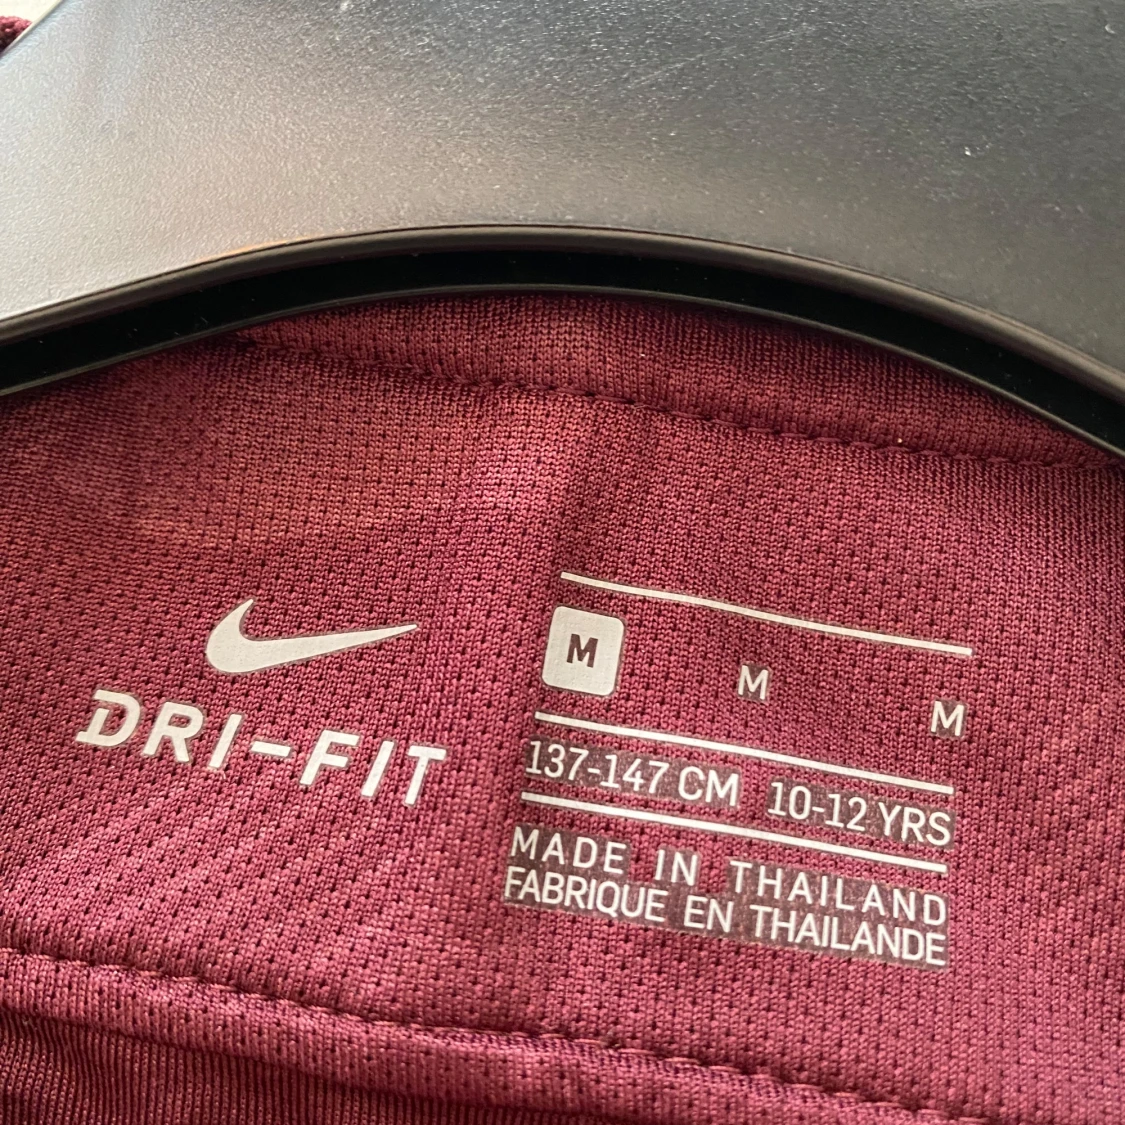 DRI-FIT
M M M
137-147 CM 10-12 YRS
MADE IN THAILAND
FABRIQUE EN THAILANDE